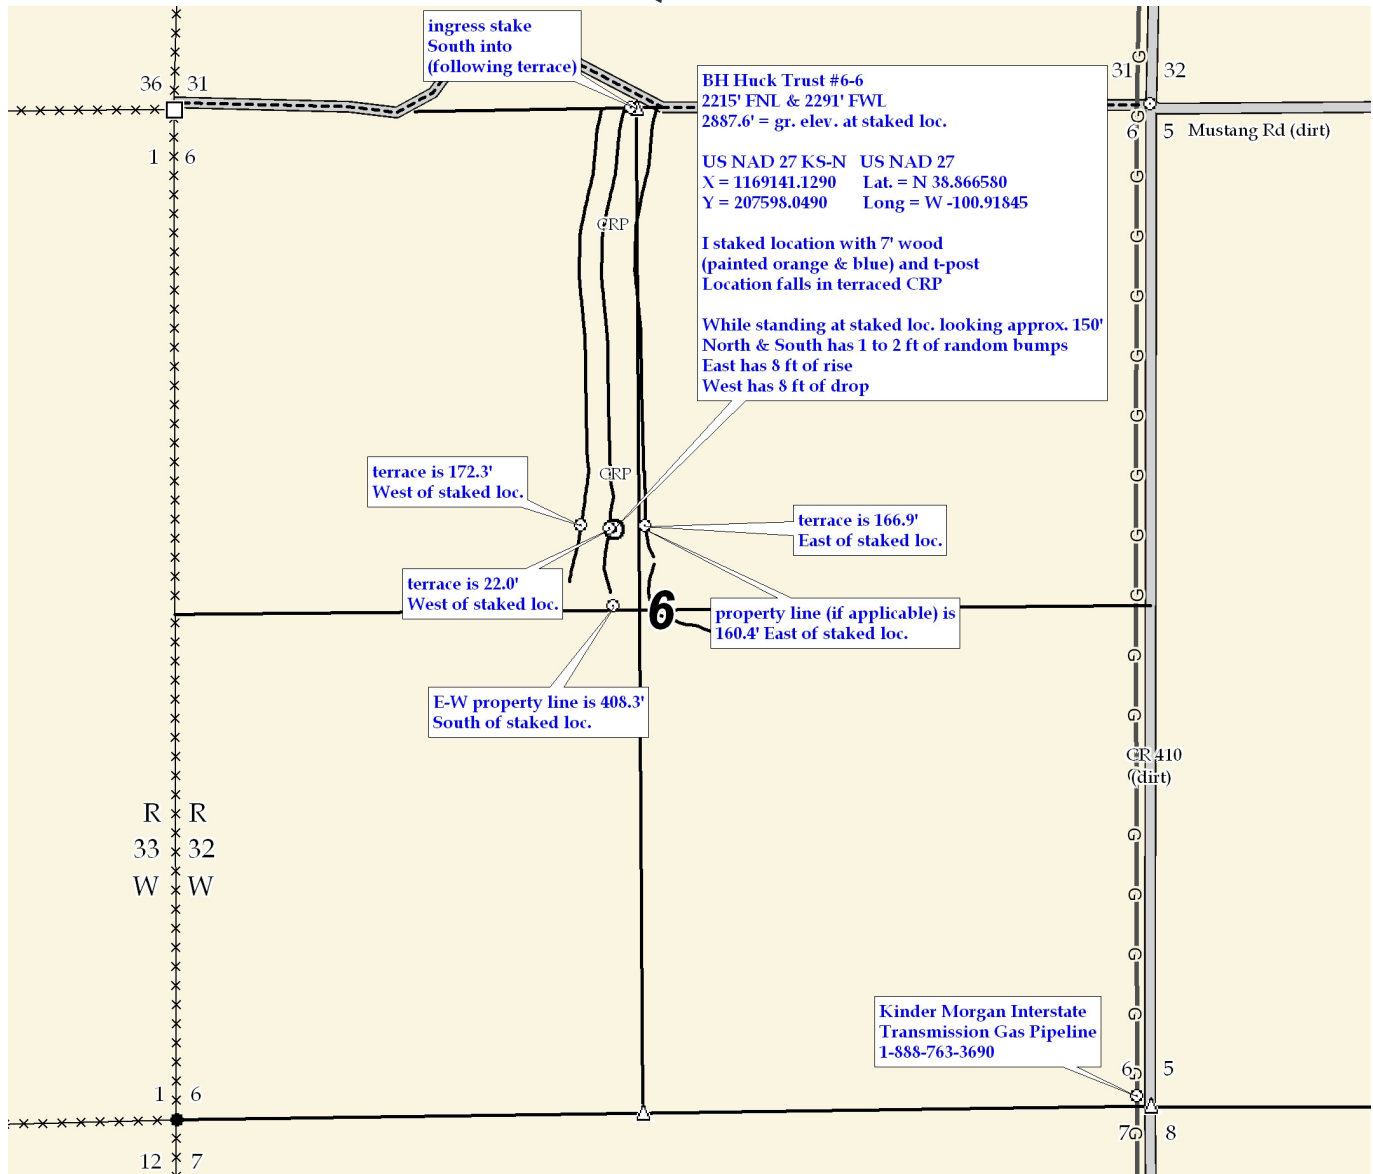 ingress stake
South into
(following terrace)
36 31
31 32
BH Huck Trust #6-6
2215' FNL & 2291' FWL
2887.6' = gr. elev. at staked loc.
US NAD 27 KS-N US NAD 27
X = 1169141.1290 Lat. = N 38.866580
Y = 207598.0490 Long = W -100.91845
I staked location with 7' wood
(painted orange & blue) and t-post
Location falls in terraced CRP
While standing at staked loc. looking approx. 150'
North & South has 1 to 2 ft of random bumps
East has 8 ft of rise
West has 8 ft of drop
G
G
6 5 Mustang Rd (dirt)
1 6
G
CRP
G
G
G
G
CRP
terrace is 172.3'
West of staked loc.
G
terrace is 166.9'
East of staked loc.
G
terrace is 22.0'
West of staked loc.
G
6
property line (if applicable) is
160.4' East of staked loc.
G
E-W property line is 408.3'
South of staked loc.
G
CR 410
(dirt)
G
R R
33 32
W W
G
G
G
G
Kinder Morgan Interstate
Transmission Gas Pipeline
1-888-763-3690
6 5
G
1 6
7 8
G
12 7